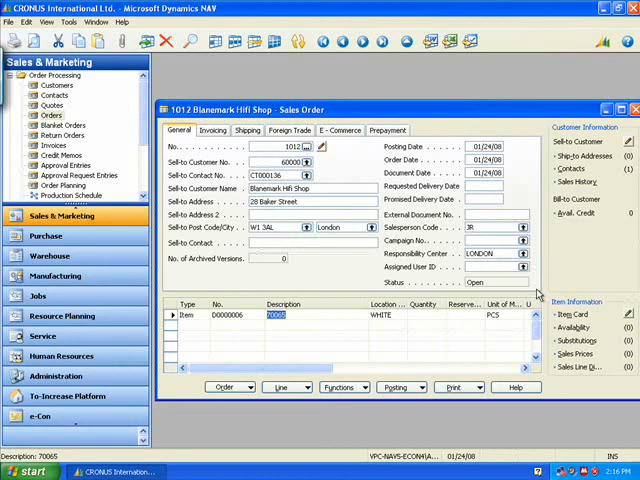 CRONUS International Ltd. - Microsoft Dynamics NAV
File Edit View Tools Window Help
Sales & Marketing
Order Processing
Customers
Contacts
Quotes
Orders
Blanket Orders
Return Orders
Invoices
Credit Memos
Approval Entries
Approval Request Entries
Order Planning
Production Schedule
Sales & Marketing
Purchase
Warehouse
Manufacturing
Jobs
Resource Planning
Service
Human Resources
Administration
To-Increase Platform
e-Con
1012 Blanemark Hifi Shop - Sales Order
General Invoicing Shipping Foreign Trade E - Commerce Prepayment
No. 1012
Sell-to Customer No. 60000
Sell-to Contact No. CT000136
Sell-to Customer Name Blanemark Hifi Shop
Sell-to Address 28 Baker Street
Sell-to Address 2
Sell-to Post Code/City W1 3AL London
Sell-to Contact
No. of Archived Versions 0
Posting Date 01/24/08
Order Date 01/24/08
Document Date 01/24/08
Requested Delivery Date
Promised Delivery Date
External Document No.
Salesperson Code JR
Campaign No.
Responsibility Center LONDON
Assigned User ID
Status Open
Type No. Description Location ... Quantity Reserve... Unit of M... U
Item D0000006 70065 WHITE PCS
Order Line Functions Posting Print Help
Customer Information
Sell-to Customer
Ship-to Addresses (0)
Contacts (1)
Sales History
Bill-to Customer
Avail. Credit 0
Item Information
Item Card
Availability (0)
Substitutions (0)
Sales Prices (0)
Sales Line Di... (0)
Description: 70065 VPC-NAV5-ECON4\A... 01/24/08 INS
start CRONUS Internation... 2:16 PM